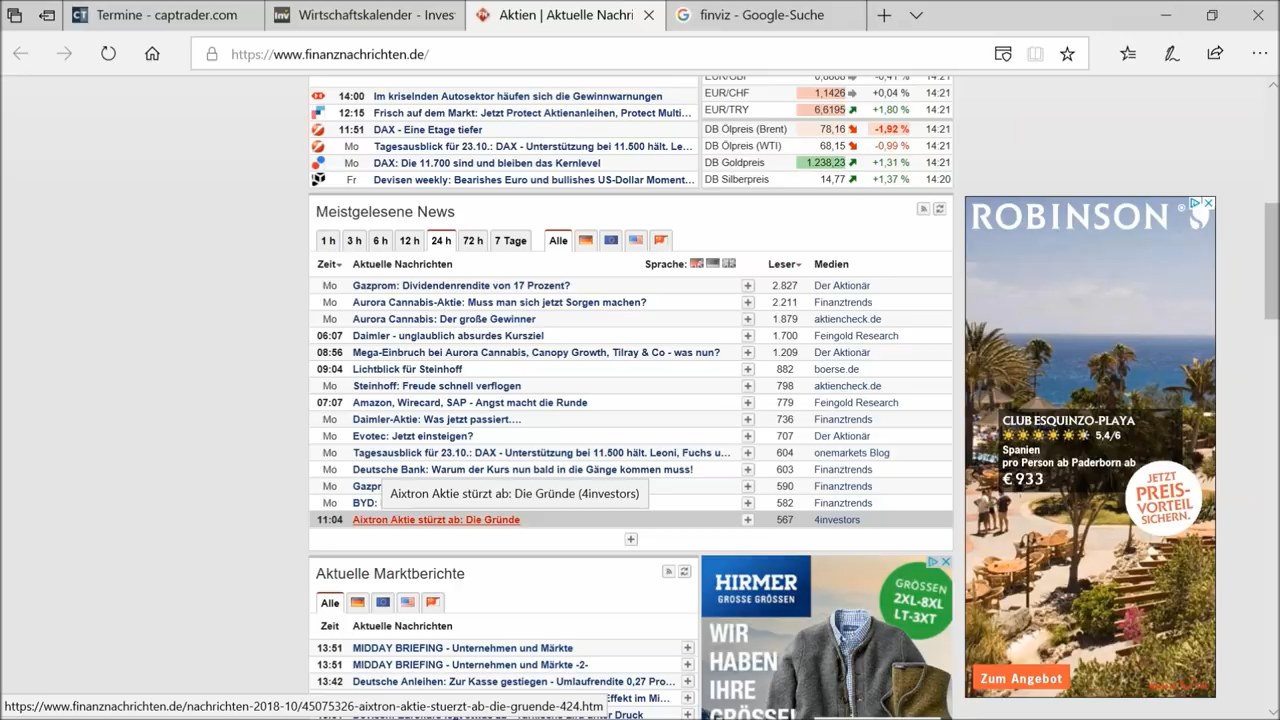 Termine - captrader.com
Wirtschaftskalender - Inves
Aktien | Aktuelle Nachri
finviz - Google-Suche
https://www.finanznachrichten.de/
14:00 Im kriselnden Autosektor häufen sich die Gewinnwarnungen
12:15 Frisch auf dem Markt: Jetzt Protect Aktienanleihen, Protect Multi...
11:51 DAX - Eine Etage tiefer
Mo Tagesausblick für 23.10.: DAX - Unterstützung bei 11.500 hält. Le...
Mo DAX: Die 11.700 sind und bleiben das Kernlevel
Fr Devisen weekly: Bearishes Euro und bullishes US-Dollar Moment...
EUR/GBP 0,8808 -0,41 % 14:21
EUR/CHF 1,1426 +0,04 % 14:21
EUR/TRY 6,6195 +1,80 % 14:21
DB Ölpreis (Brent) 78,16 -1,92 % 14:21
DB Ölpreis (WTI) 68,15 -0,99 % 14:21
DB Goldpreis 1.238,23 +1,31 % 14:21
DB Silberpreis 14,77 +1,37 % 14:20
Meistgelesene News
1 h 3 h 6 h 12 h 24 h 72 h 7 Tage Alle
Zeit Aktuelle Nachrichten Sprache: Leser Medien
Mo Gazprom: Dividendenrendite von 17 Prozent? + 2.827 Der Aktionär
Mo Aurora Cannabis-Aktie: Muss man sich jetzt Sorgen machen? + 2.211 Finanztrends
Mo Aurora Cannabis: Der große Gewinner + 1.879 aktiencheck.de
06:07 Daimler - unglaublich absurdes Kursziel + 1.700 Feingold Research
08:56 Mega-Einbruch bei Aurora Cannabis, Canopy Growth, Tilray & Co - was nun? + 1.209 Der Aktionär
09:04 Lichtblick für Steinhoff + 882 boerse.de
Mo Steinhoff: Freude schnell verflogen + 798 aktiencheck.de
07:07 Amazon, Wirecard, SAP - Angst macht die Runde + 779 Feingold Research
Mo Daimler-Aktie: Was jetzt passiert.... + 736 Finanztrends
Mo Evotec: Jetzt einsteigen? + 707 Der Aktionär
Mo Tagesausblick für 23.10.: DAX - Unterstützung bei 11.500 hält. Leoni, Fuchs u... + 604 onemarkets Blog
Mo Deutsche Bank: Warum der Kurs nun bald in die Gänge kommen muss! + 603 Finanztrends
Mo Gazp + 590 Finanztrends
Aixtron Aktie stürzt ab: Die Gründe (4investors)
Mo BYD: + 582 Finanztrends
11:04 Aixtron Aktie stürzt ab: Die Gründe + 567 4investors
+
Aktuelle Marktberichte
Alle
Zeit Aktuelle Nachrichten
13:51 MIDDAY BRIEFING - Unternehmen und Märkte +
13:51 MIDDAY BRIEFING - Unternehmen und Märkte -2- +
13:42 Deutsche Anleihen: Zur Kasse gestiegen - Umlaufrendite 0,27 Pro... +
Effekt im Mi... +
https://www.finanznachrichten.de/nachrichten-2018-10/45075326-aixtron-aktie-stuerzt-ab-die-gruende-424.htm
HIRMER
GROSSE GRÖSSEN
GRÖSSEN
2XL-8XL
LT-3XT
WIR
HABEN
IHRE
GRÖSSE
ROBINSON®
CLUB ESQUINZO-PLAYA
5,4/6
Spanien
pro Person ab Paderborn ab
€ 933
JETZT
PREIS-
VORTEIL
SICHERN.
Zum Angebot